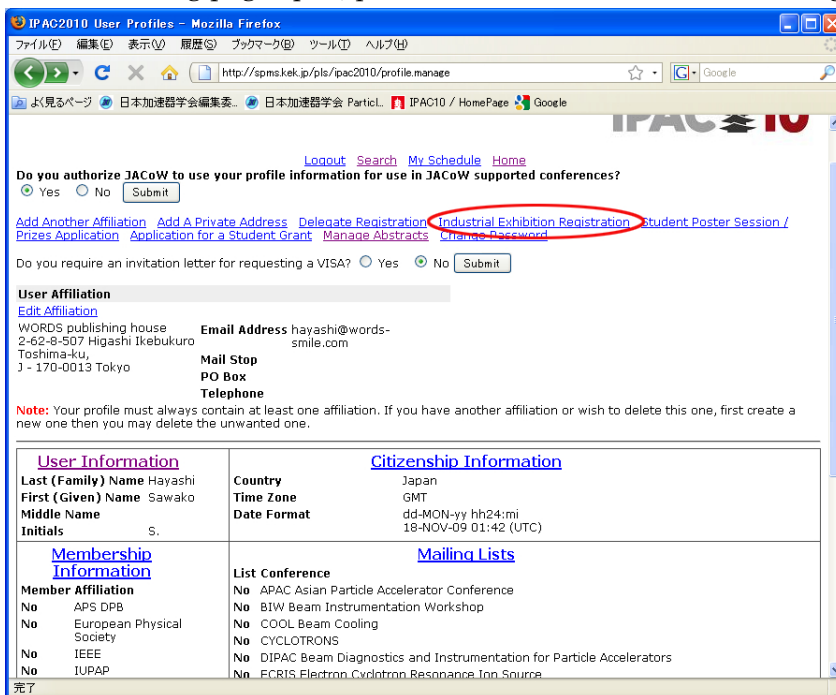 IPAC2010 User Profiles - Mozilla Firefox
ファイル(F) 編集(E) 表示(V) 履歴(S) ブックマーク(B) ツール(T) ヘルプ(H)
http://spms.kek.jp/pls/ipac2010/profile.manage
Google
よく見るページ 日本加速器学会編集委... 日本加速器学会 Particl... IPAC10 / HomePage Google
IPAC 10
Logout Search My Schedule Home
Do you authorize JACoW to use your profile information for use in JACoW supported conferences?
Yes No Submit
Add Another Affiliation Add A Private Address Delegate Registration Industrial Exhibition Registration Student Poster Session /
Prizes Application Application for a Student Grant Manage Abstracts Change Password
Do you require an invitation letter for requesting a VISA? Yes No Submit
User Affiliation
Edit Affiliation
WORDS publishing house
2-62-8-507 Higashi Ikebukuro
Toshima-ku,
J - 170-0013 Tokyo
Email Address hayashi@words-
smile.com
Mail Stop
PO Box
Telephone
Note: Your profile must always contain at least one affiliation. If you have another affiliation or wish to delete this one, first create a
new one then you may delete the unwanted one.
User Information
Last (Family) Name Hayashi
First (Given) Name Sawako
Middle Name
Initials S.
Citizenship Information
Country Japan
Time Zone GMT
Date Format dd-MON-yy hh24:mi
18-NOV-09 01:42 (UTC)
Membership
Information
Member Affiliation
No APS DPB
No European Physical
Society
No IEEE
No IUPAP
Mailing Lists
List Conference
No APAC Asian Particle Accelerator Conference
No BIW Beam Instrumentation Workshop
No COOL Beam Cooling
No CYCLOTRONS
No DIPAC Beam Diagnostics and Instrumentation for Particle Accelerators
No ECRIS Electron Cyclotron Resonance Ion Source
完了